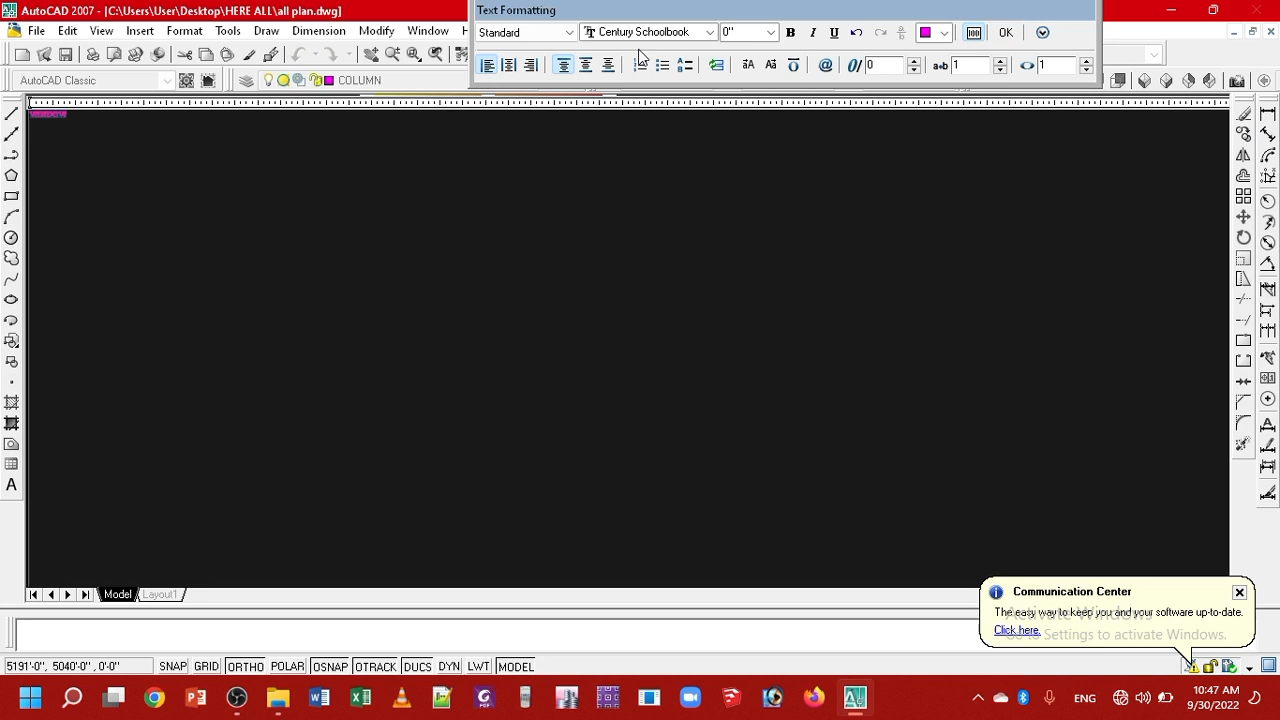 AutoCAD 2007 - [C:\Users\User\Desktop\HERE ALL\all plan.dwg]
Text Formatting
File Edit View Insert Format Tools Draw Dimension Modify Window
Standard Century Schoolbook 0" B I U OK
@ 0/ 0 a•b 1 1
AutoCAD Classic COLUMN
A
Model Layout1
Communication Center
The easy way to keep you and your software up-to-date.
Click here.
Activate Windows
Go to Settings to activate Windows.
5191'-0", 5040'-0" , 0'-0" SNAP GRID ORTHO POLAR OSNAP OTRACK DUCS DYN LWT MODEL
ENG
10:47 AM
9/30/2022